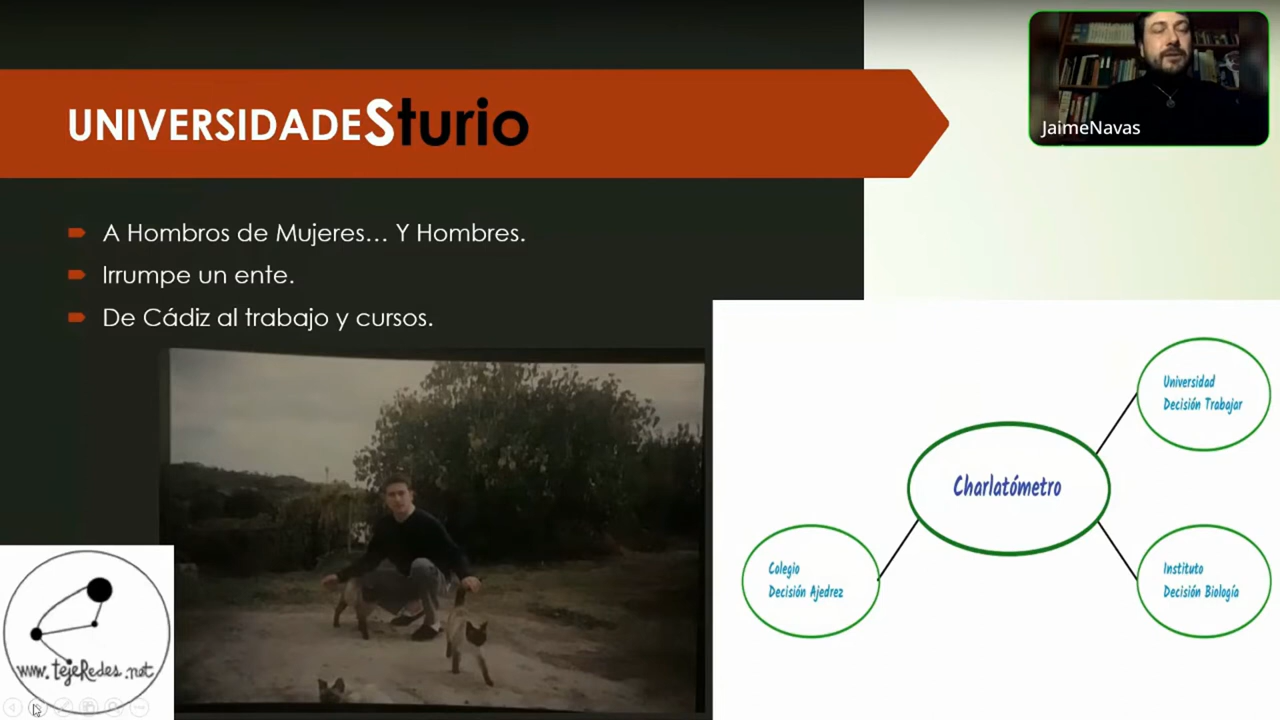 UNIVERSIDADESturio
JaimeNavas
A Hombros de Mujeres... Y Hombres.
Irrumpe un ente.
De Cádiz al trabajo y cursos.
Universidad
Decisión Trabajar
Charlatómetro
Colegio
Decisión Ajedrez
Instituto
Decisión Biología
www.tejeRedes.net